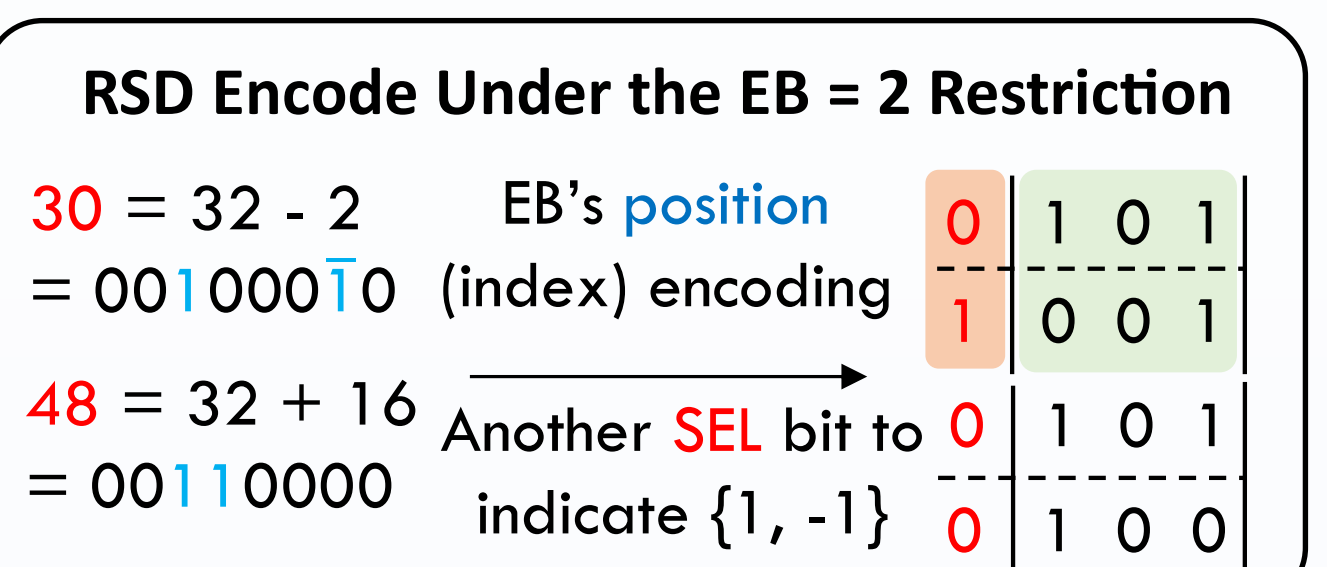 RSD Encode Under the EB = 2 Restriction
30 = 32 - 2
= 0010001̅0
48 = 32 + 16
= 00110000
EB's position
(index) encoding
Another SEL bit to
indicate {1, -1}
0 1 0 1
1 0 0 1
0 1 0 1
0 1 0 0